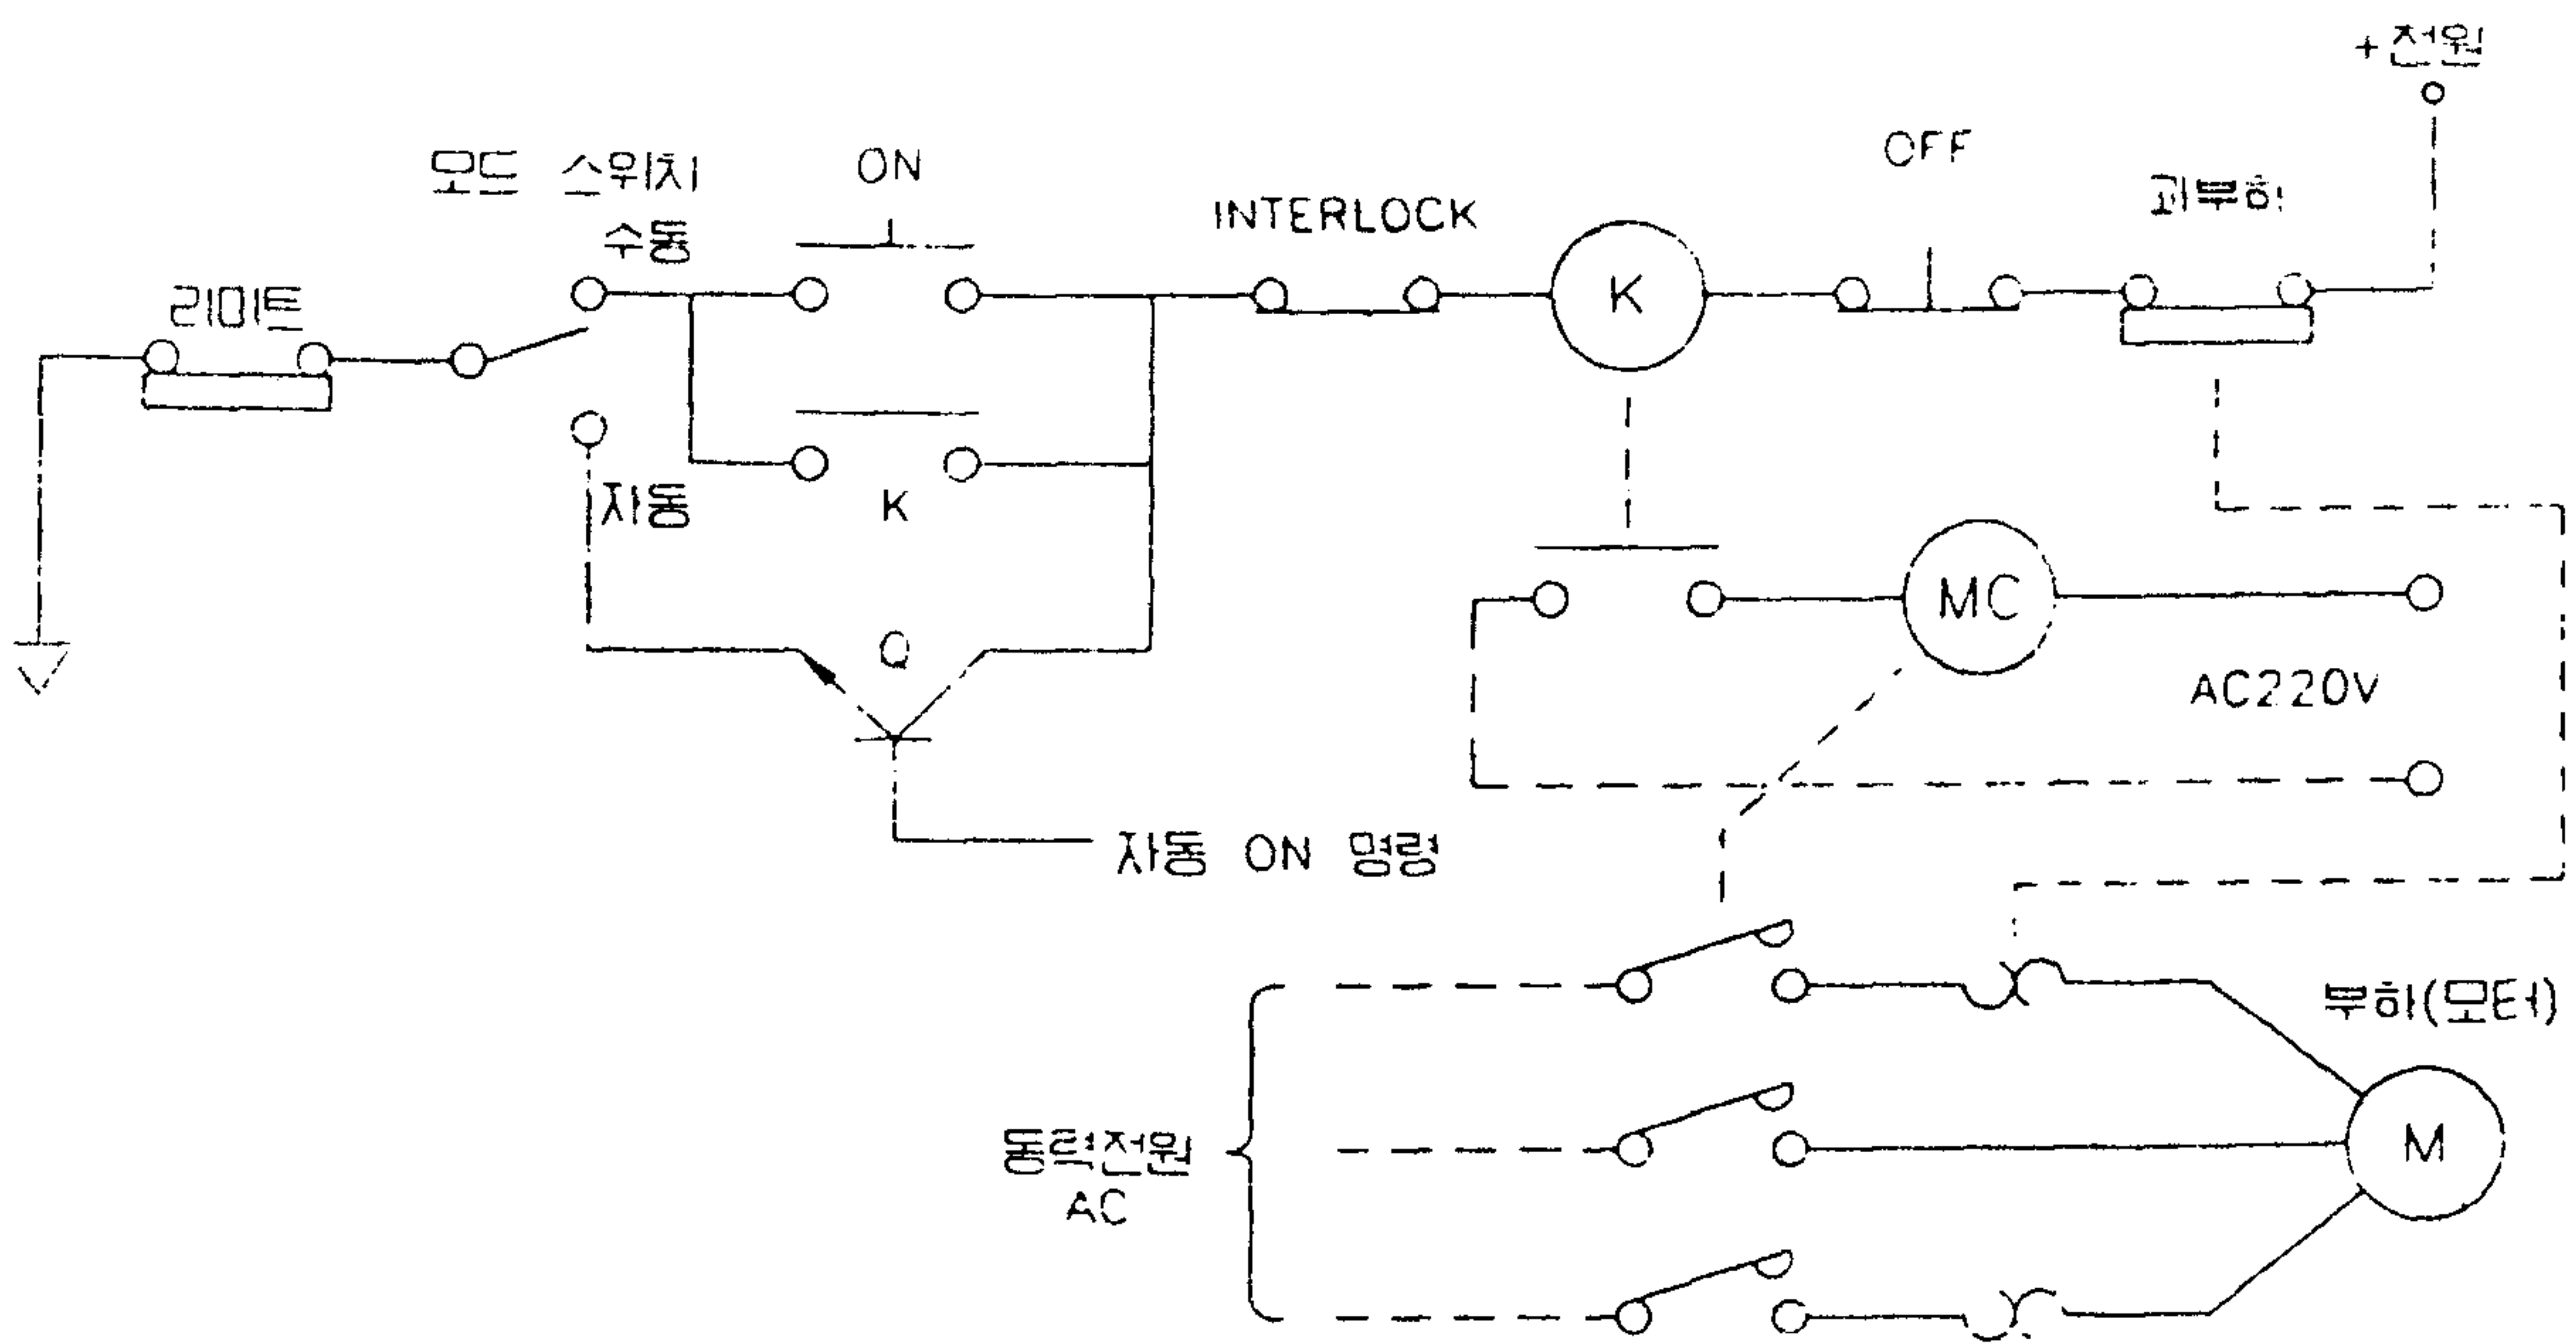 +전원
모드 스위치
ON
OFF
수동
INTERLOCK
과부하
리미트
K
자동
K
MC
Q
AC220V
자동 ON 명령
부하(모터)
동력전원
AC
M